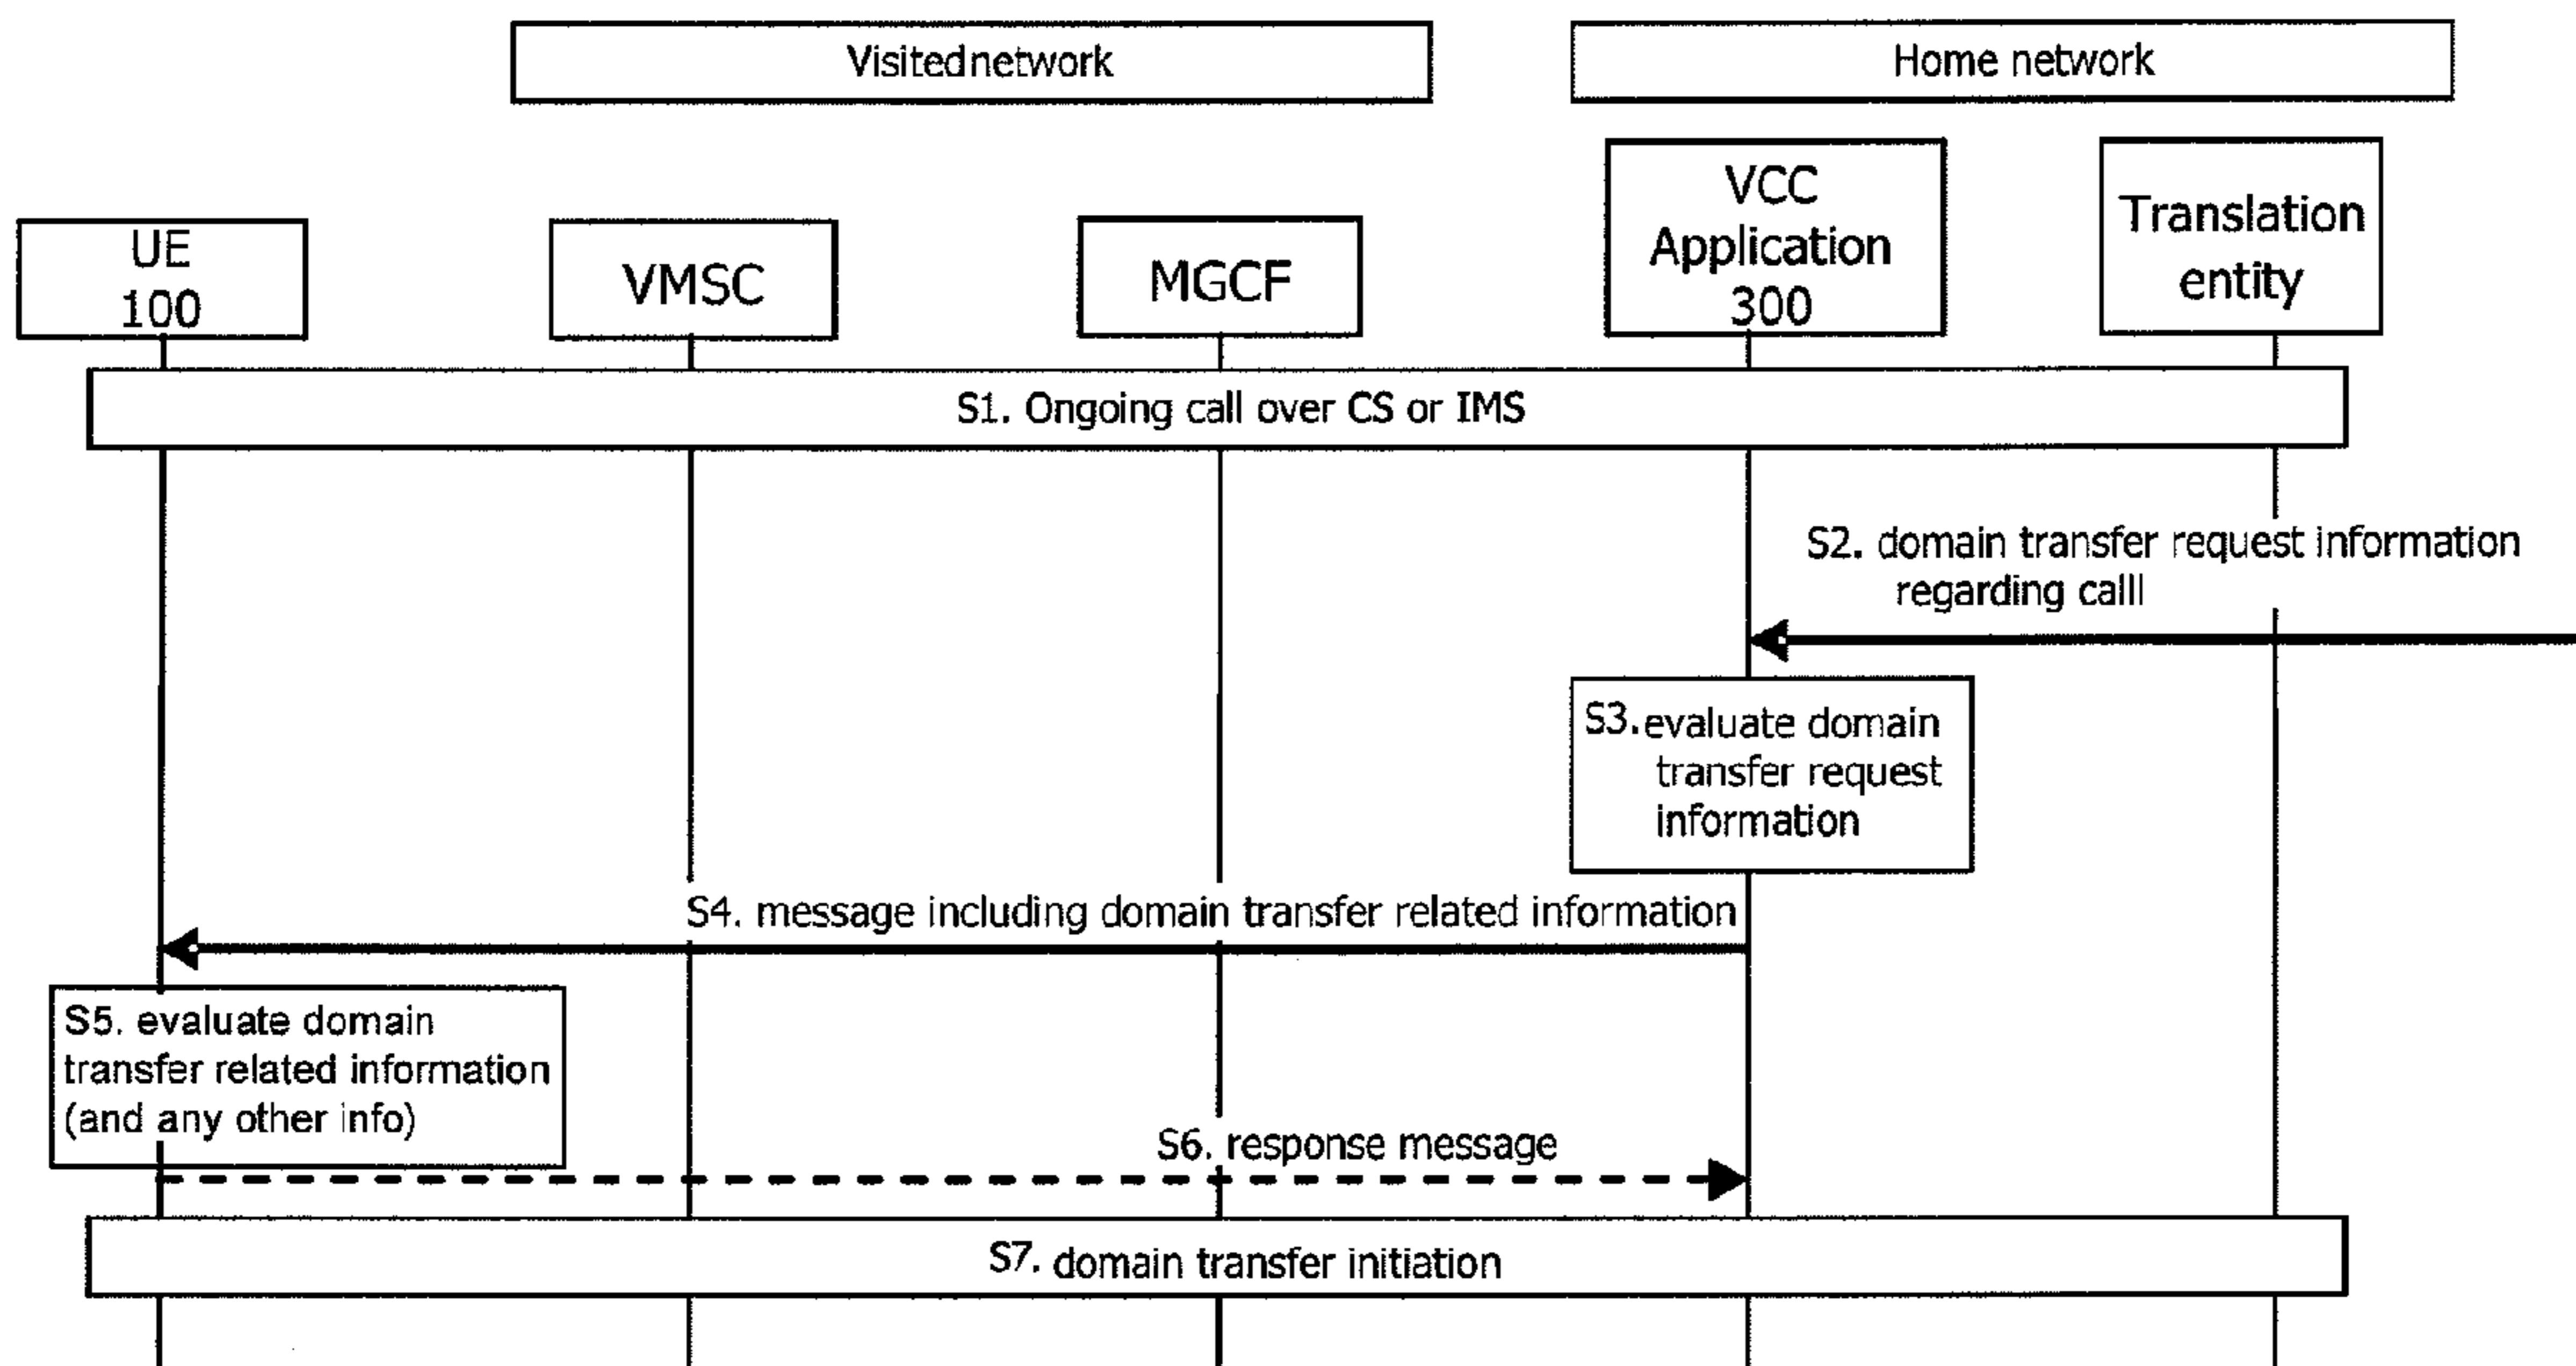 Visitednetwork
Home network
UE
100
VMSC
MGCF
VCC
Application
300
Translation
entity
S1. Ongoing call over CS or IMS
S2. domain transfer request information
regarding calll
S3.evaluate domain
transfer request
information
S4. message including domain transfer related information
S5. evaluate domain
transfer related information
(and any other info)
S6. response message
S7. domain transfer initiation